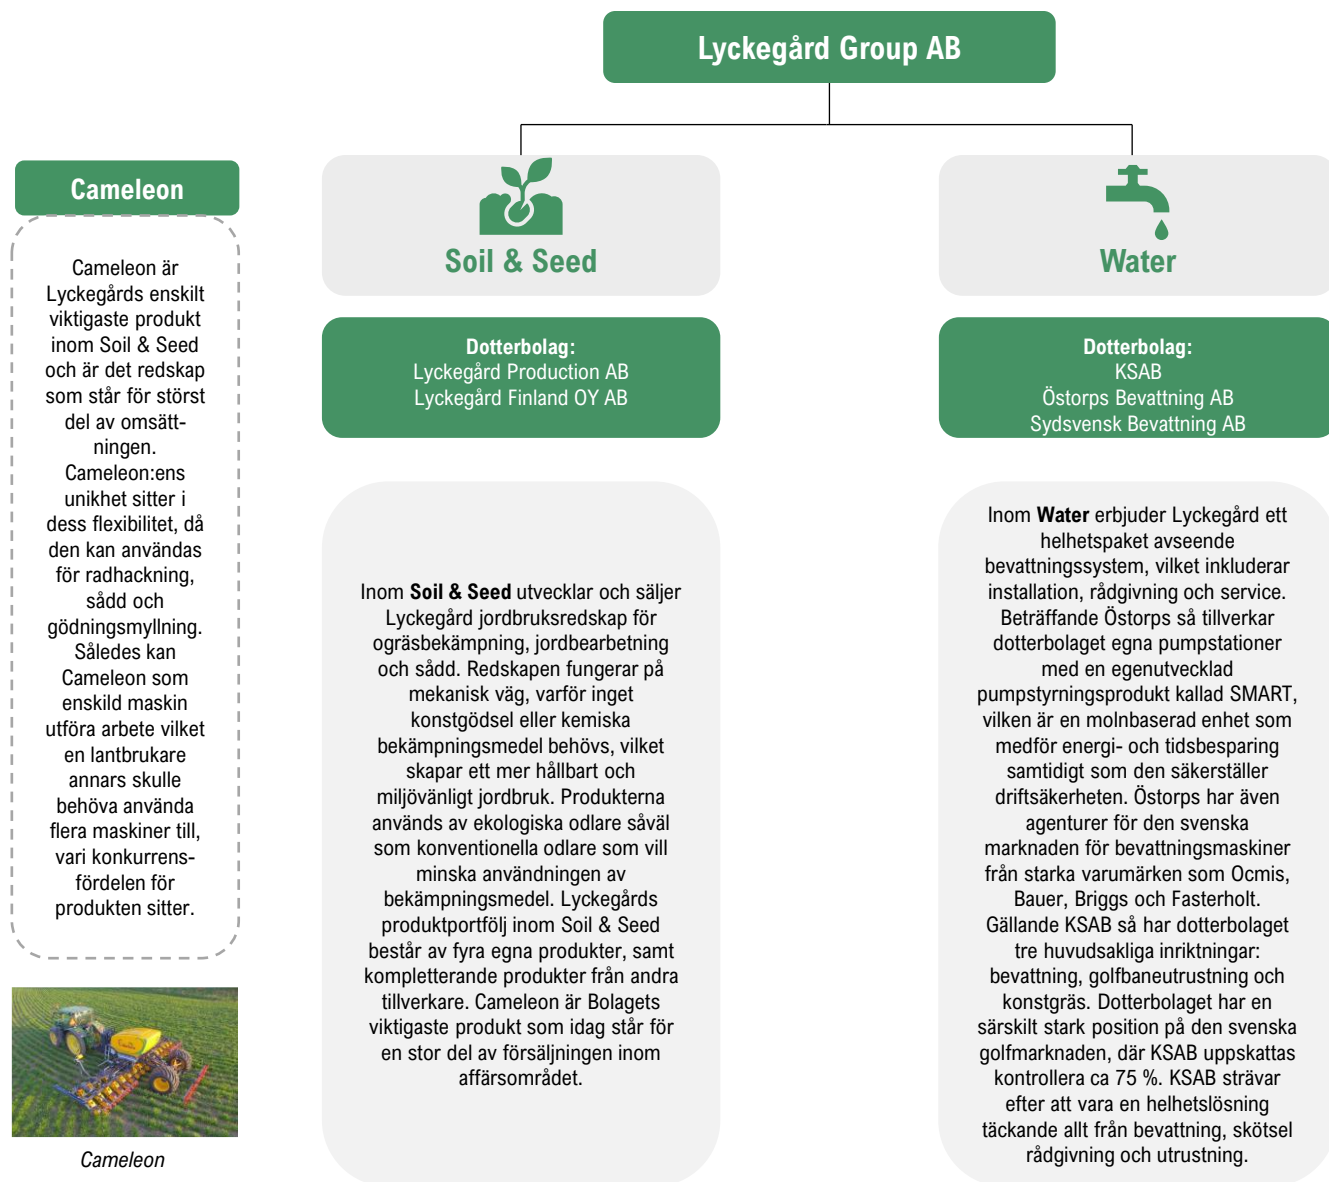 Lyckegård Group AB
Cameleon
Cameleon är
Lyckegårds enskilt
viktigaste produkt
inom Soil & Seed
och är det redskap
som står för störst
del av omsätt-
ningen.
Cameleon:ens
unikhet sitter i
dess flexibilitet, då
den kan användas
för radhackning,
sådd och
gödningsmyllning.
Således kan
Cameleon som
enskild maskin
utföra arbete vilket
en lantbrukare
annars skulle
behöva använda
flera maskiner till,
vari konkurrens-
fördelen för
produkten sitter.
Cameleon
Soil & Seed
Dotterbolag:
Lyckegård Production AB
Lyckegård Finland OY AB
Inom Soil & Seed utvecklar och säljer
Lyckegård jordbruksredskap för
ogräsbekämpning, jordbearbetning
och sådd. Redskapen fungerar på
mekanisk väg, varför inget
konstgödsel eller kemiska
bekämpningsmedel behövs, vilket
skapar ett mer hållbart och
miljövänligt jordbruk. Produkterna
används av ekologiska odlare såväl
som konventionella odlare som vill
minska användningen av
bekämpningsmedel. Lyckegårds
produktportfölj inom Soil & Seed
består av fyra egna produkter, samt
kompletterande produkter från andra
tillverkare. Cameleon är Bolagets
viktigaste produkt som idag står för
en stor del av försäljningen inom
affärsområdet.
Water
Dotterbolag:
KSAB
Östorps Bevattning AB
Sydsvensk Bevattning AB
Inom Water erbjuder Lyckegård ett
helhetspaket avseende
bevattningssystem, vilket inkluderar
installation, rådgivning och service.
Beträffande Östorps så tillverkar
dotterbolaget egna pumpstationer
med en egenutvecklad
pumpstyrningsprodukt kallad SMART,
vilken är en molnbaserad enhet som
medför energi- och tidsbesparing
samtidigt som den säkerställer
driftsäkerheten. Östorps har även
agenturer för den svenska
marknaden för bevattningsmaskiner
från starka varumärken som Ocmis,
Bauer, Briggs och Fasterholt.
Gällande KSAB så har dotterbolaget
tre huvudsakliga inriktningar:
bevattning, golfbaneutrustning och
konstgräs. Dotterbolaget har en
särskilt stark position på den svenska
golfmarknaden, där KSAB uppskattas
kontrollera ca 75 %. KSAB strävar
efter att vara en helhetslösning
täckande allt från bevattning, skötsel
rådgivning och utrustning.